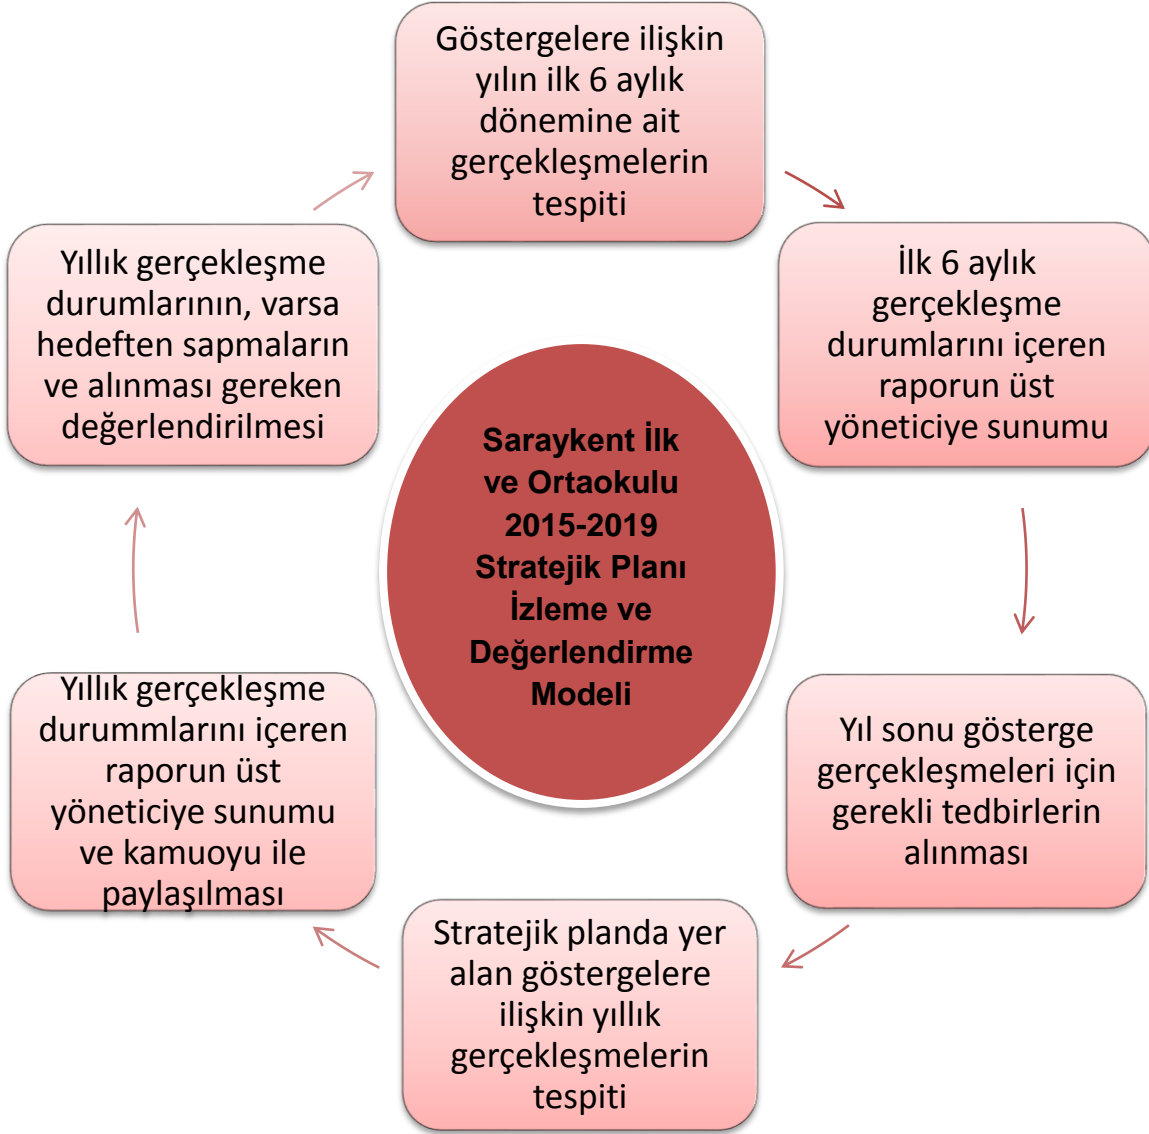 Göstergelere ilişkin
yılın ilk 6 aylık
dönemine ait
gerçekleşmelerin
tespiti
İlk 6 aylık
gerçekleşme
durumlarını içeren
raporun üst
yöneticiye sunumu
Yıl sonu gösterge
gerçekleşmeleri için
gerekli tedbirlerin
alınması
Stratejik planda yer
alan göstergelere
ilişkin yıllık
gerçekleşmelerin
tespiti
Yıllık gerçekleşme
durummlarını içeren
raporun üst
yöneticiye sunumu
ve kamuoyu ile
paylaşılması
Yıllık gerçekleşme
durumlarının, varsa
hedeften sapmaların
ve alınması gereken
değerlendirilmesi
Saraykent İlk
ve Ortaokulu
2015-2019
Stratejik Planı
İzleme ve
Değerlendirme
Modeli